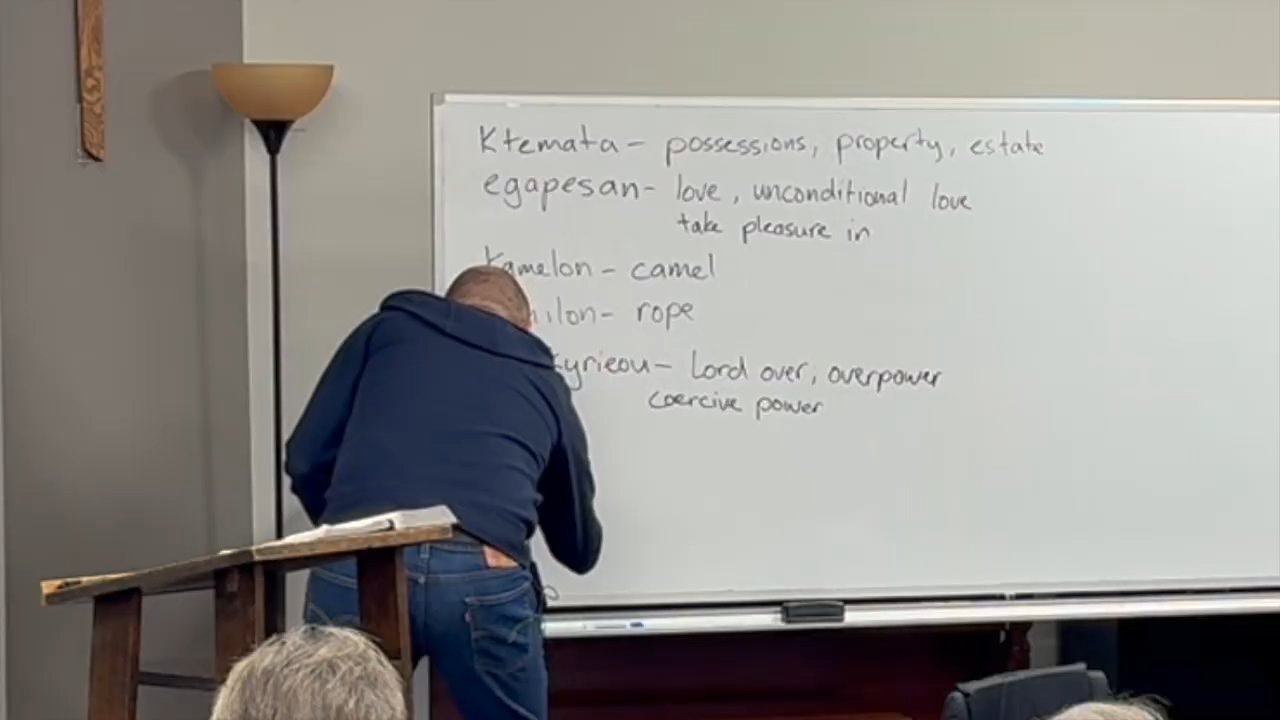 Ktemata - possessions, property, estate
egapesan - love, unconditional love
take pleasure in
Kamelon - camel
- rope
- Lord over, overpower
coercive power